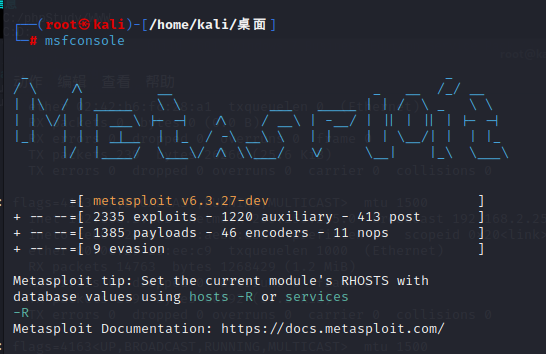 ┌──(root㉿kali)-[/home/kali/桌面]
└─# msfconsole
=[ metasploit v6.3.27-dev ]
+ -- --=[ 2335 exploits - 1220 auxiliary - 413 post ]
+ -- --=[ 1385 payloads - 46 encoders - 11 nops ]
+ -- --=[ 9 evasion ]
Metasploit tip: Set the current module's RHOSTS with
database values using hosts -R or services
-R
Metasploit Documentation: https://docs.metasploit.com/